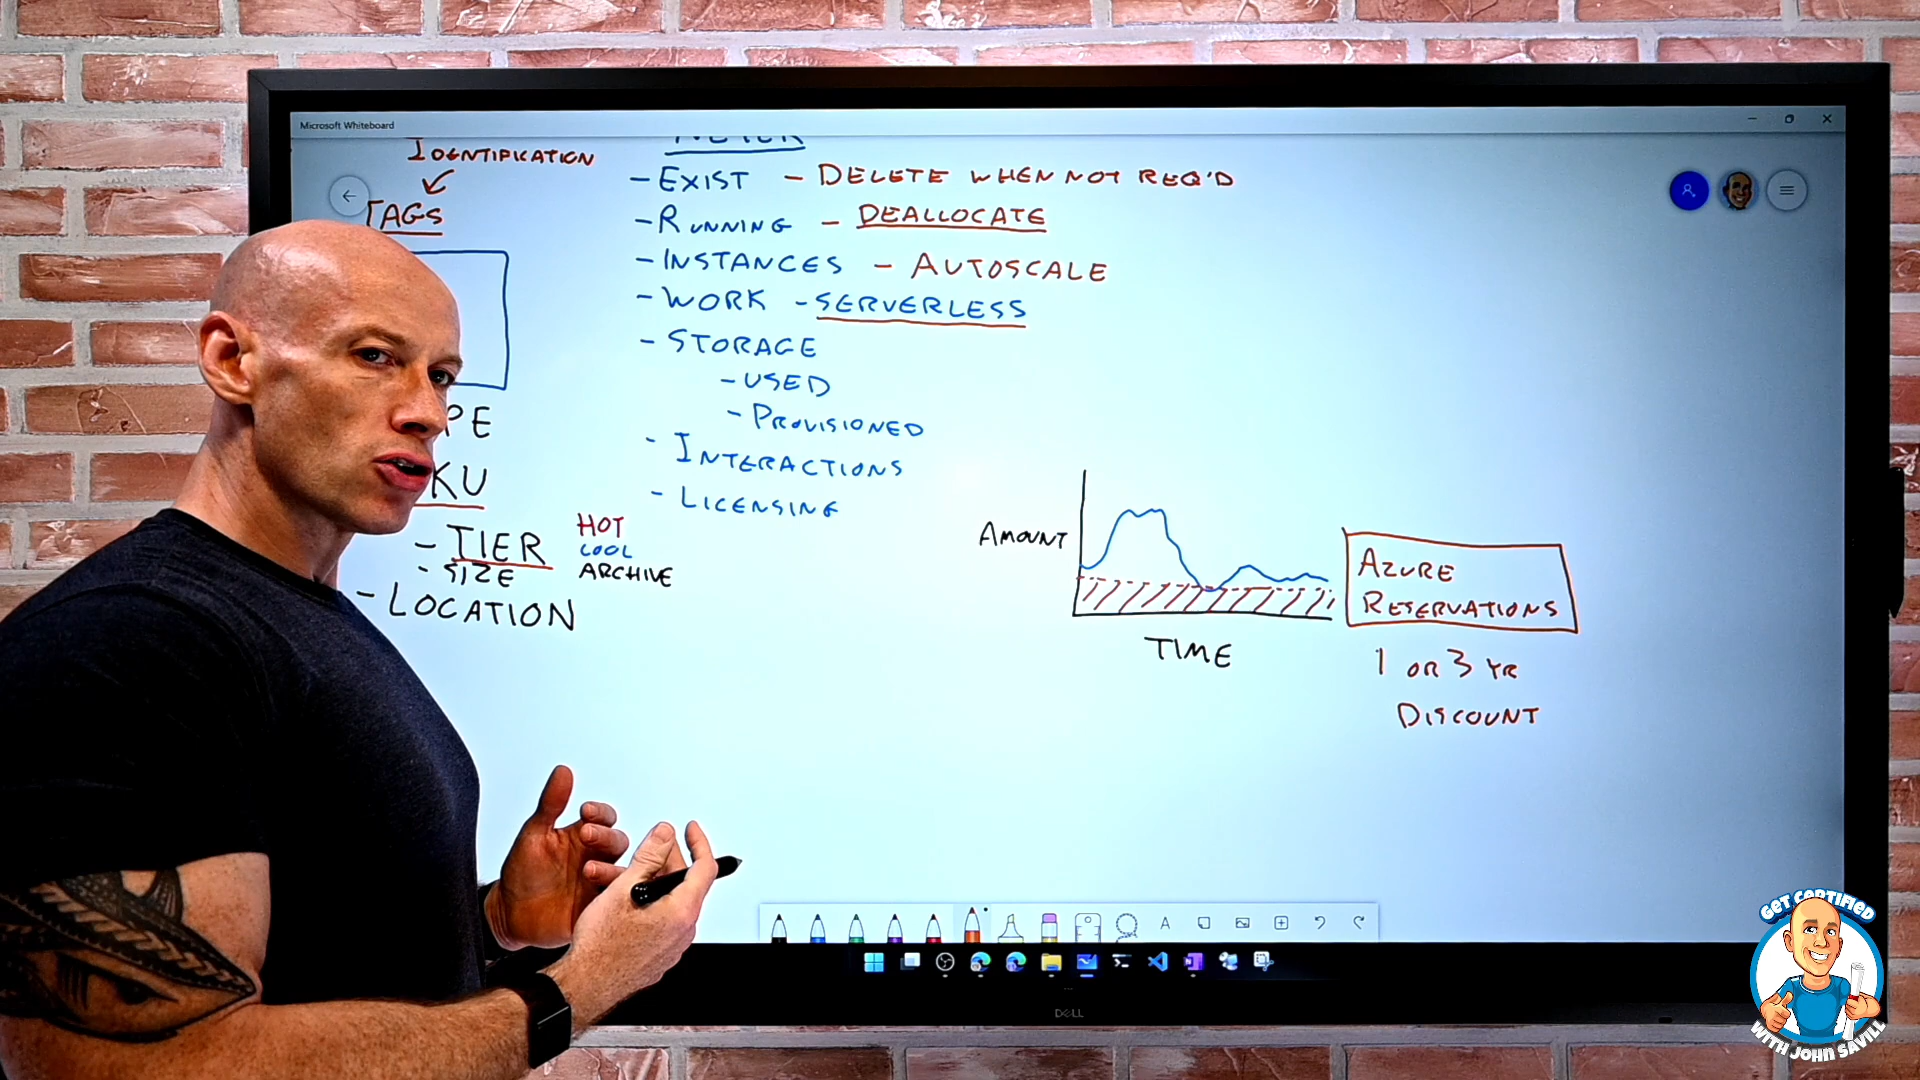 Microsoft Whiteboard
IDENTIFICATION
TAGS
PE
KU
- TIER
- SIZE
HOT
COOL
ARCHIVE
- LOCATION
- EXIST - DELETE WHEN NOT REQ'D
- RUNNING - DEALLOCATE
- INSTANCES - AUTOSCALE
- WORK - SERVERLESS
- STORAGE
- USED
- PROVISIONED
- INTERACTIONS
- LICENSING
AMOUNT
TIME
AZURE
RESERVATIONS
1 OR 3 YR
DISCOUNT
DELL
GET CERTIFIED
WITH JOHN SAVILL